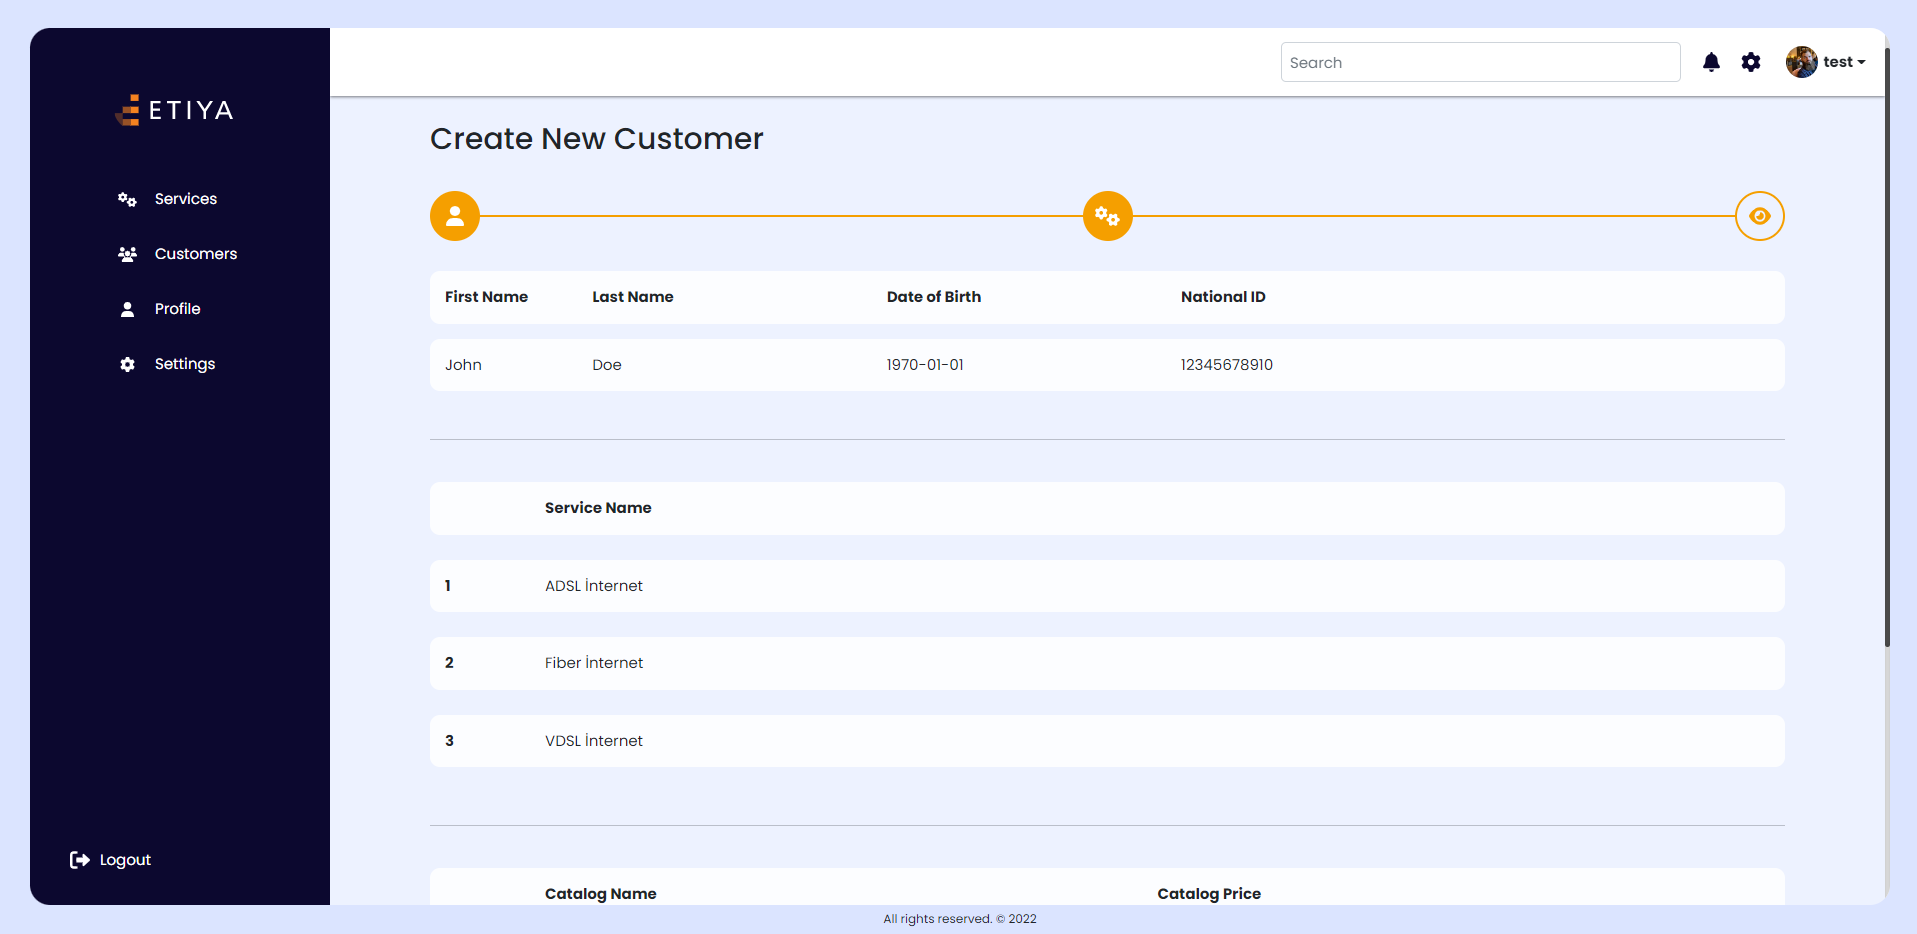 ETIYA
Services
Customers
Profile
Settings
Logout
Search
test
Create New Customer
First Name Last Name Date of Birth National ID
John Doe 1970-01-01 12345678910
Service Name
1 ADSL İnternet
2 Fiber İnternet
3 VDSL İnternet
Catalog Name Catalog Price
All rights reserved. © 2022